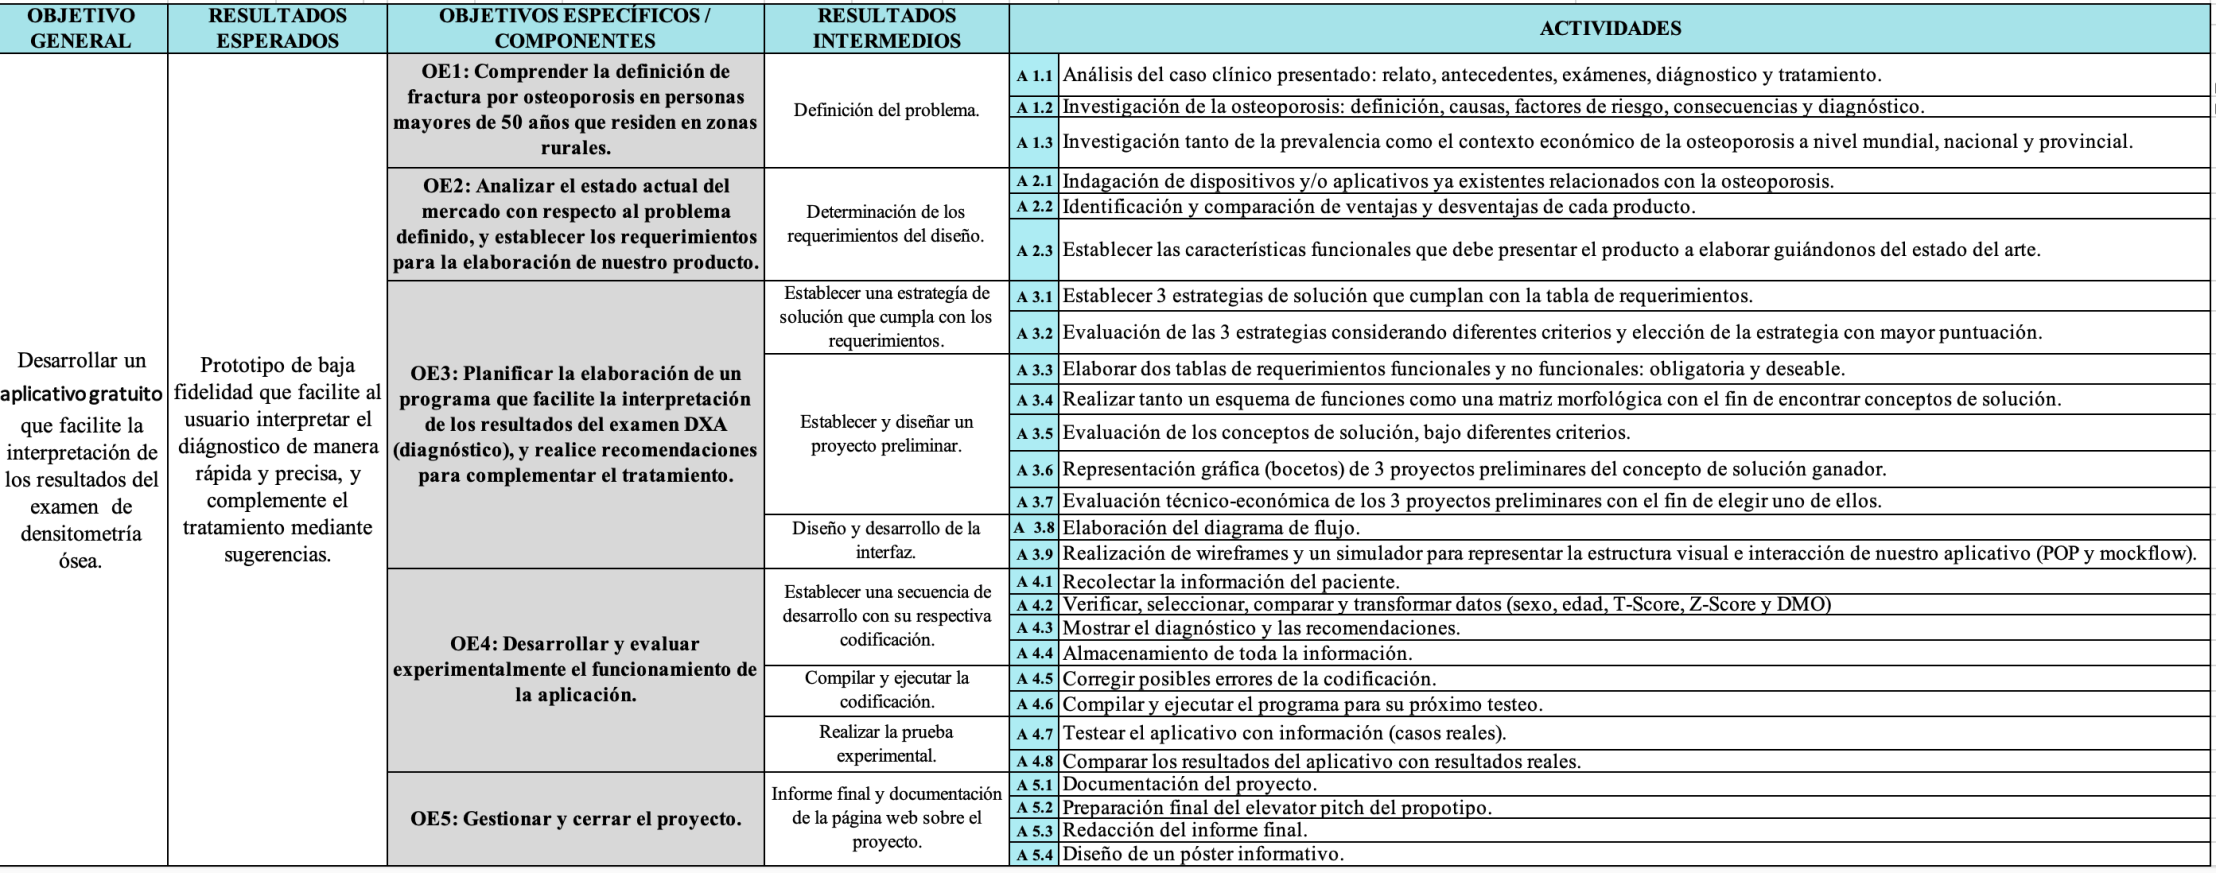 OBJETIVO
GENERAL
RESULTADOS
ESPERADOS
OBJETIVOS ESPECÍFICOS /
COMPONENTES
RESULTADOS
INTERMEDIOS
ACTIVIDADES
Desarrollar un
aplicativo gratuito
que facilite la
interpretación de
los resultados del
examen de
densitometría
ósea.
Prototipo de baja
fidelidad que facilite al
usuario interpretar el
diágnostico de manera
rápida y precisa, y
complemente el
tratamiento mediante
sugerencias.
OE1: Comprender la definición de
fractura por osteoporosis en personas
mayores de 50 años que residen en zonas
rurales.
Definición del problema.
A 1.1 Análisis del caso clínico presentado: relato, antecedentes, exámenes, diágnostico y tratamiento.
A 1.2 Investigación de la osteoporosis: definición, causas, factores de riesgo, consecuencias y diagnóstico.
A 1.3 Investigación tanto de la prevalencia como el contexto económico de la osteoporosis a nivel mundial, nacional y provincial.
OE2: Analizar el estado actual del
mercado con respecto al problema
definido, y establecer los requerimientos
para la elaboración de nuestro producto.
Determinación de los
requerimientos del diseño.
A 2.1 Indagación de dispositivos y/o aplicativos ya existentes relacionados con la osteoporosis.
A 2.2 Identificación y comparación de ventajas y desventajas de cada producto.
A 2.3 Establecer las características funcionales que debe presentar el producto a elaborar guiándonos del estado del arte.
OE3: Planificar la elaboración de un
programa que facilite la interpretación
de los resultados del examen DXA
(diagnóstico), y realice recomendaciones
para complementar el tratamiento.
Establecer una estrategía de
solución que cumpla con los
requerimientos.
A 3.1 Establecer 3 estrategias de solución que cumplan con la tabla de requerimientos.
A 3.2 Evaluación de las 3 estrategias considerando diferentes criterios y elección de la estrategia con mayor puntuación.
Establecer y diseñar un
proyecto preliminar.
A 3.3 Elaborar dos tablas de requerimientos funcionales y no funcionales: obligatoria y deseable.
A 3.4 Realizar tanto un esquema de funciones como una matriz morfológica con el fin de encontrar conceptos de solución.
A 3.5 Evaluación de los conceptos de solución, bajo diferentes criterios.
A 3.6 Representación gráfica (bocetos) de 3 proyectos preliminares del concepto de solución ganador.
A 3.7 Evaluación técnico-económica de los 3 proyectos preliminares con el fin de elegir uno de ellos.
Diseño y desarrollo de la
interfaz.
A 3.8 Elaboración del diagrama de flujo.
A 3.9 Realización de wireframes y un simulador para representar la estructura visual e interacción de nuestro aplicativo (POP y mockflow).
OE4: Desarrollar y evaluar
experimentalmente el funcionamiento de
la aplicación.
Establecer una secuencia de
desarrollo con su respectiva
codificación.
A 4.1 Recolectar la información del paciente.
A 4.2 Verificar, seleccionar, comparar y transformar datos (sexo, edad, T-Score, Z-Score y DMO)
A 4.3 Mostrar el diagnóstico y las recomendaciones.
A 4.4 Almacenamiento de toda la información.
Compilar y ejecutar la
codificación.
A 4.5 Corregir posibles errores de la codificación.
A 4.6 Compilar y ejecutar el programa para su próximo testeo.
Realizar la prueba
experimental.
A 4.7 Testear el aplicativo con información (casos reales).
A 4.8 Comparar los resultados del aplicativo con resultados reales.
OE5: Gestionar y cerrar el proyecto.
Informe final y documentación
de la página web sobre el
proyecto.
A 5.1 Documentación del proyecto.
A 5.2 Preparación final del elevator pitch del propotipo.
A 5.3 Redacción del informe final.
A 5.4 Diseño de un póster informativo.